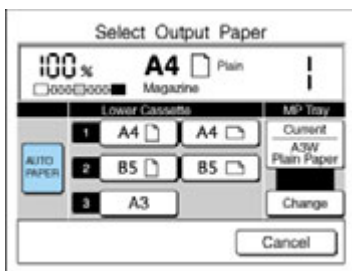 Select Output Paper
100 % A4 Plain 1
Magazine
Lower Cassette MP Tray
AUTO PAPER
1 A4 A4
2 B5 B5
3 A3
Current
A3W
Plain Paper
Change
Cancel